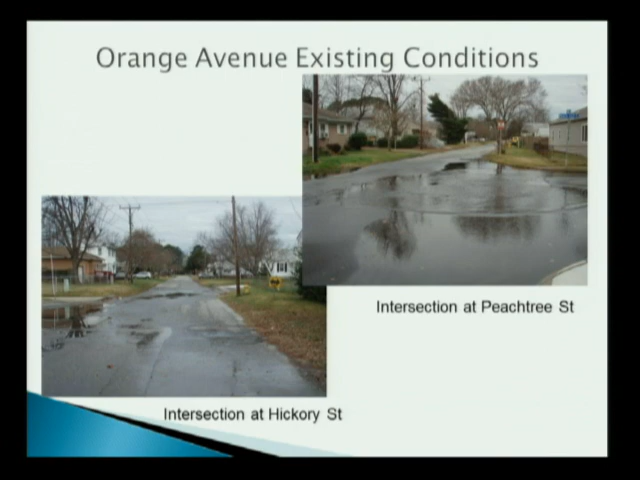 Orange Avenue Existing Conditions
Intersection at Peachtree St
Intersection at Hickory St